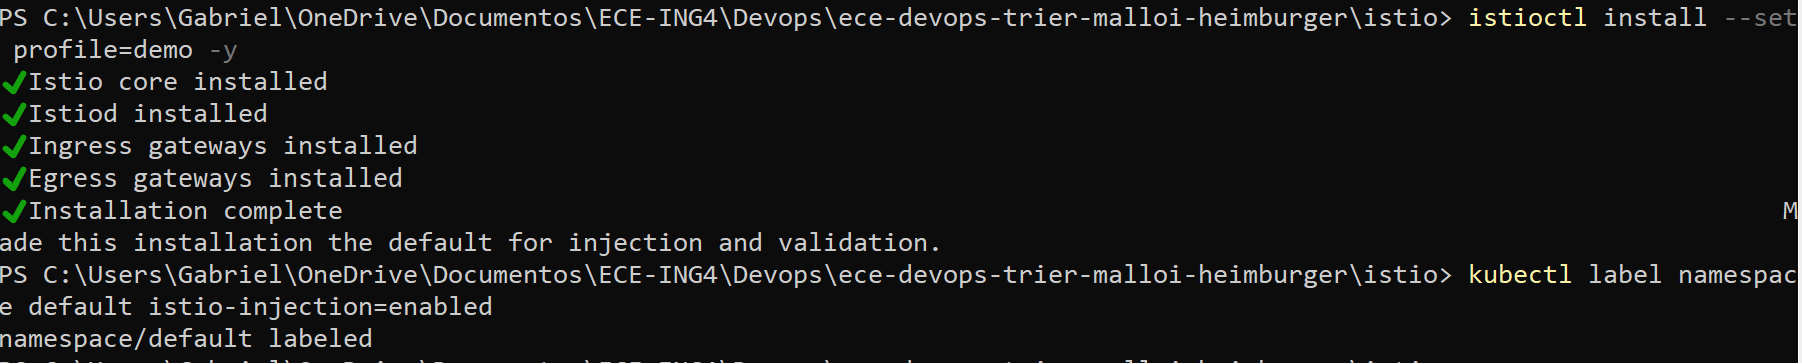 PS C:\Users\Gabriel\OneDrive\Documentos\ECE-ING4\Devops\ece-devops-trier-malloi-heimburger\istio> istioctl install --set
profile=demo -y
✔Istio core installed
✔Istiod installed
✔Ingress gateways installed
✔Egress gateways installed
✔Installation complete M
ade this installation the default for injection and validation.
PS C:\Users\Gabriel\OneDrive\Documentos\ECE-ING4\Devops\ece-devops-trier-malloi-heimburger\istio> kubectl label namespac
e default istio-injection=enabled
namespace/default labeled